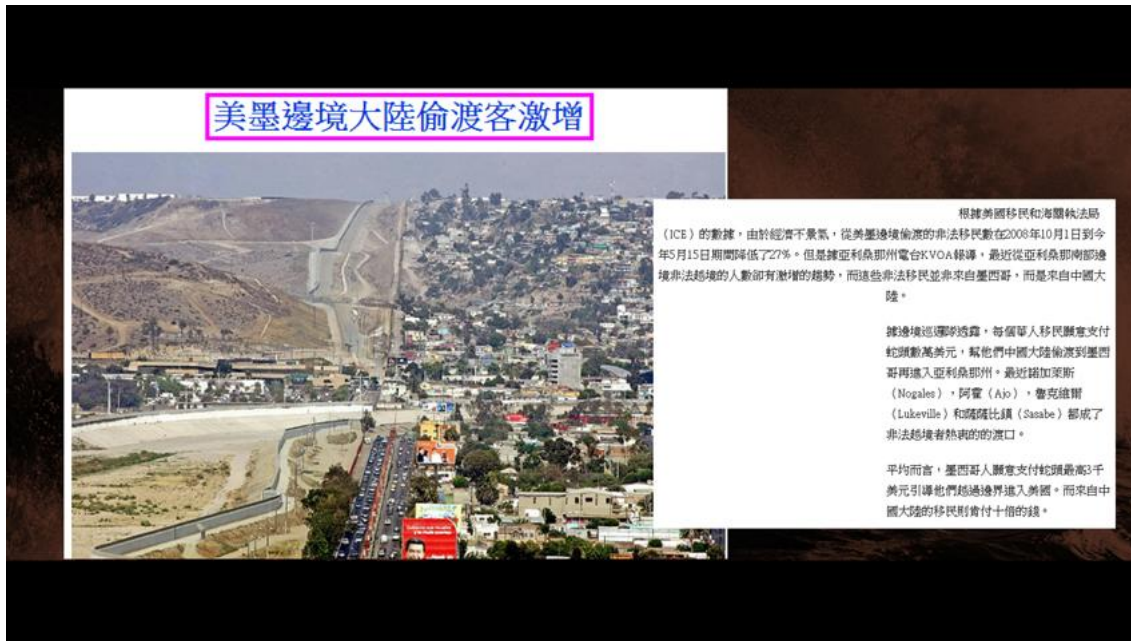 美墨邊境大陸偷渡客激增
根據美國移民和海關執法局
（ICE）的數據，由於經濟不景氣，從美墨邊境偷渡的非法移民數在2008年10月1日到今
年5月15日期間降低了27%。但是據亞利桑那州電台KVOA報導，最近從亞利桑那南部邊
境非法越境的人數卻有激增的趨勢，而這些非法移民並非來自墨西哥，而是來自中國大
陸。
據邊境巡邏隊透露，每個華人移民願意支付
蛇頭數萬美元，幫他們中國大陸偷渡到墨西
哥再進入亞利桑那州。最近諾加萊斯
（Nogales），阿霍（Ajo），魯克維爾
（Lukeville）和薩薩比鎮（Sasabe）都成了
非法越境者熱衷的的渡口。
平均而言，墨西哥人願意支付蛇頭最高3千
美元引導他們越過邊界進入美國。而來自中
國大陸的移民則肯付十倍的錢。